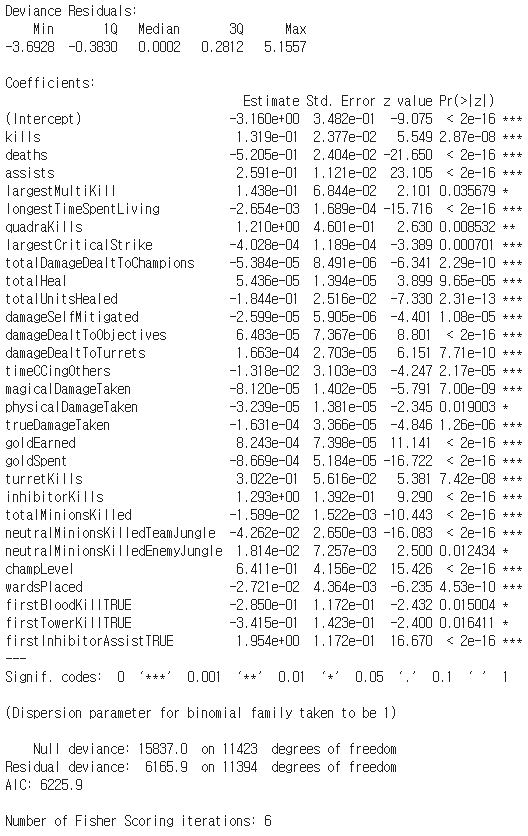 Deviance Residuals:
Min 1Q Median 3Q Max
-3.6928 -0.3830 0.0002 0.2812 5.1557
Coefficients:
Estimate Std. Error z value Pr(>|z|)
(Intercept) -3.160e+00 3.482e-01 -9.075 < 2e-16 ***
kills 1.319e-01 2.377e-02 5.549 2.87e-08 ***
deaths -5.205e-01 2.404e-02 -21.650 < 2e-16 ***
assists 2.591e-01 1.121e-02 23.105 < 2e-16 ***
largestMultiKill 1.438e-01 6.844e-02 2.101 0.035679 *
longestTimeSpentLiving -2.654e-03 1.689e-04 -15.716 < 2e-16 ***
quadraKills 1.210e+00 4.601e-01 2.630 0.008532 **
largestCriticalStrike -4.028e-04 1.189e-04 -3.389 0.000701 ***
totalDamageDealtToChampions -5.384e-05 8.491e-06 -6.341 2.29e-10 ***
totalHeal 5.436e-05 1.394e-05 3.899 9.65e-05 ***
totalUnitsHealed -1.844e-01 2.516e-02 -7.330 2.31e-13 ***
damageSelfMitigated -2.599e-05 5.905e-06 -4.401 1.08e-05 ***
damageDealtToObjectives 6.483e-05 7.367e-06 8.801 < 2e-16 ***
damageDealtToTurrets 1.663e-04 2.703e-05 6.151 7.71e-10 ***
timeCCingOthers -1.318e-02 3.103e-03 -4.247 2.17e-05 ***
magicalDamageTaken -8.120e-05 1.402e-05 -5.791 7.00e-09 ***
physicalDamageTaken -3.239e-05 1.381e-05 -2.345 0.019003 *
trueDamageTaken -1.631e-04 3.366e-05 -4.846 1.26e-06 ***
goldEarned 8.243e-04 7.398e-05 11.141 < 2e-16 ***
goldSpent -8.669e-04 5.184e-05 -16.722 < 2e-16 ***
turretKills 3.022e-01 5.616e-02 5.381 7.42e-08 ***
inhibitorKills 1.293e+00 1.392e-01 9.290 < 2e-16 ***
totalMinionsKilled -1.589e-02 1.522e-03 -10.443 < 2e-16 ***
neutralMinionsKilledTeamJungle -4.262e-02 2.650e-03 -16.083 < 2e-16 ***
neutralMinionsKilledEnemyJungle 1.814e-02 7.257e-03 2.500 0.012434 *
champLevel 6.411e-01 4.156e-02 15.426 < 2e-16 ***
wardsPlaced -2.721e-02 4.364e-03 -6.235 4.53e-10 ***
firstBloodKillTRUE -2.850e-01 1.172e-01 -2.432 0.015004 *
firstTowerKillTRUE -3.415e-01 1.423e-01 -2.400 0.016411 *
firstInhibitorAssistTRUE 1.954e+00 1.172e-01 16.670 < 2e-16 ***
---
Signif. codes: 0 ‘***’ 0.001 ‘**’ 0.01 ‘*’ 0.05 ‘.’ 0.1 ‘ ’ 1
(Dispersion parameter for binomial family taken to be 1)
Null deviance: 15837.0 on 11423 degrees of freedom
Residual deviance: 6165.9 on 11394 degrees of freedom
AIC: 6225.9
Number of Fisher Scoring iterations: 6